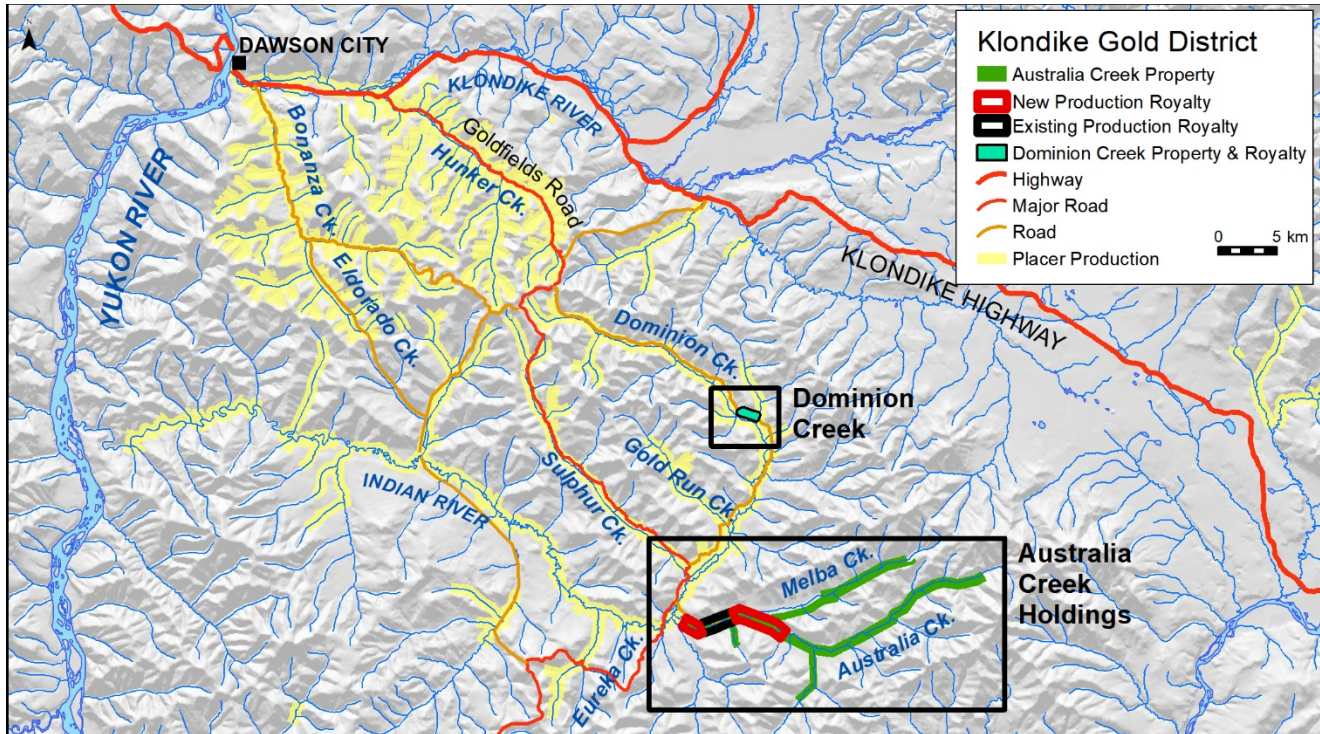 DAWSON CITY
Klondike Gold District
Australia Creek Property
New Production Royalty
Existing Production Royalty
Dominion Creek Property & Royalty
Highway
Major Road
Road
Placer Production
0 5 km
KLONDIKE RIVER
Bonanza Ck.
Goldfields Road
Hunker Ck.
YUKON RIVER
Eldorado Ck.
KLONDIKE HIGHWAY
Dominion Ck.
Dominion
Creek
Gold Run Ck.
Sulphur Ck.
INDIAN RIVER
Melba Ck.
Australia
Creek
Holdings
Australia Ck.
Eureka Ck.